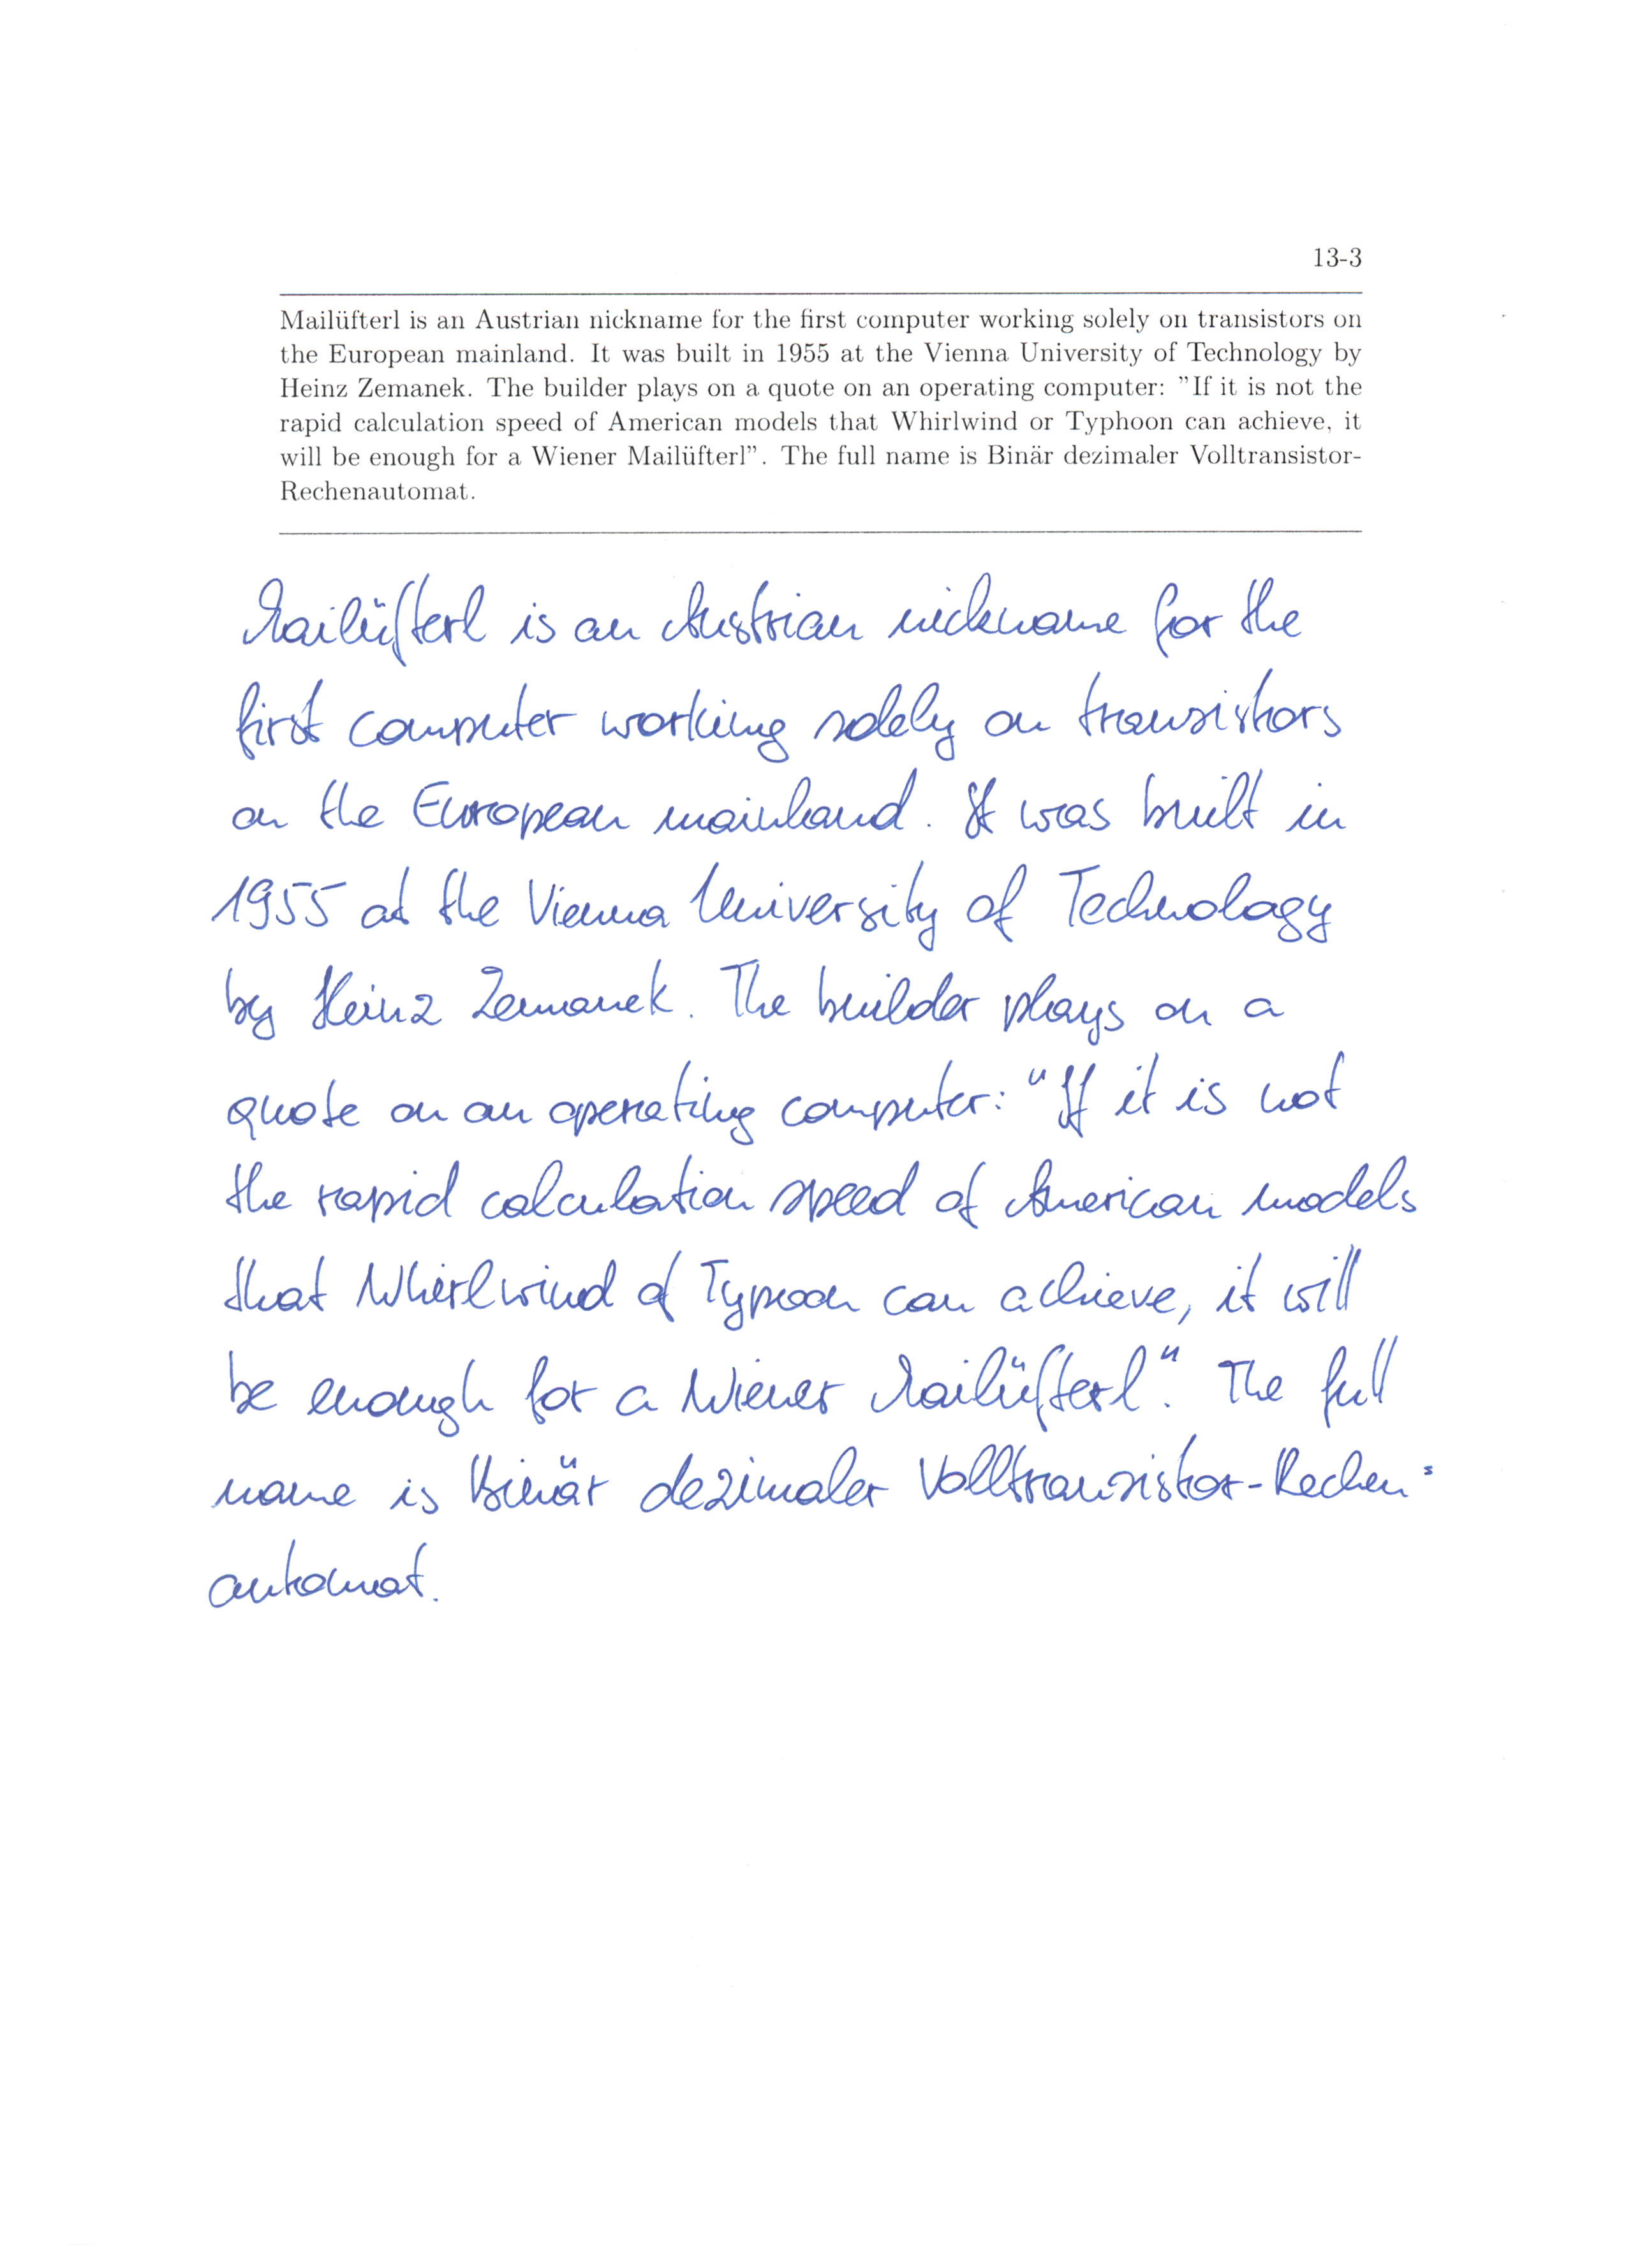 13-3
Mailüfterl is an Austrian nickname for the first computer working solely on transistors on
the European mainland. It was built in 1955 at the Vienna University of Technology by
Heinz Zemanek. The builder plays on a quote on an operating computer: "If it is not the
rapid calculation speed of American models that Whirlwind or Typhoon can achieve, it
will be enough for a Wiener Mailüfterl". The full name is Binär dezimaler Volltransistor-
Rechenautomat.
Mailüfterl is an Austrian nickname for the
first computer working solely on transistors
on the European mainland. It was built in
1955 at the Vienna University of Technology
by Heinz Zemanek. The builder plays on a
quote on an operating computer: "If it is not
the rapid calculation speed of American models
that Whirlwind of Typoon can achieve, it will
be enough for a Wiener Mailüfterl". The full
name is Binär dezimaler Volltransistor-Rechen=
automat.